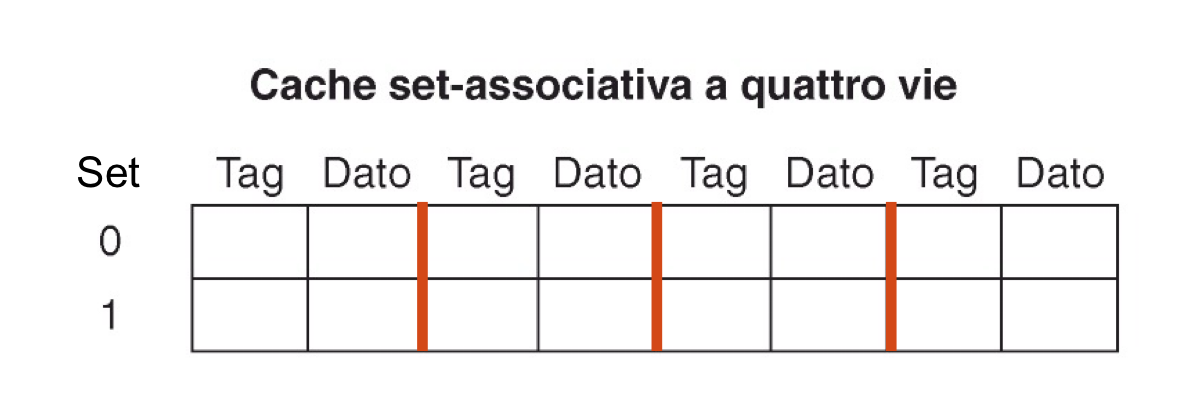 Cache set-associativa a quattro vie
Set Tag Dato Tag Dato Tag Dato Tag Dato
0
1